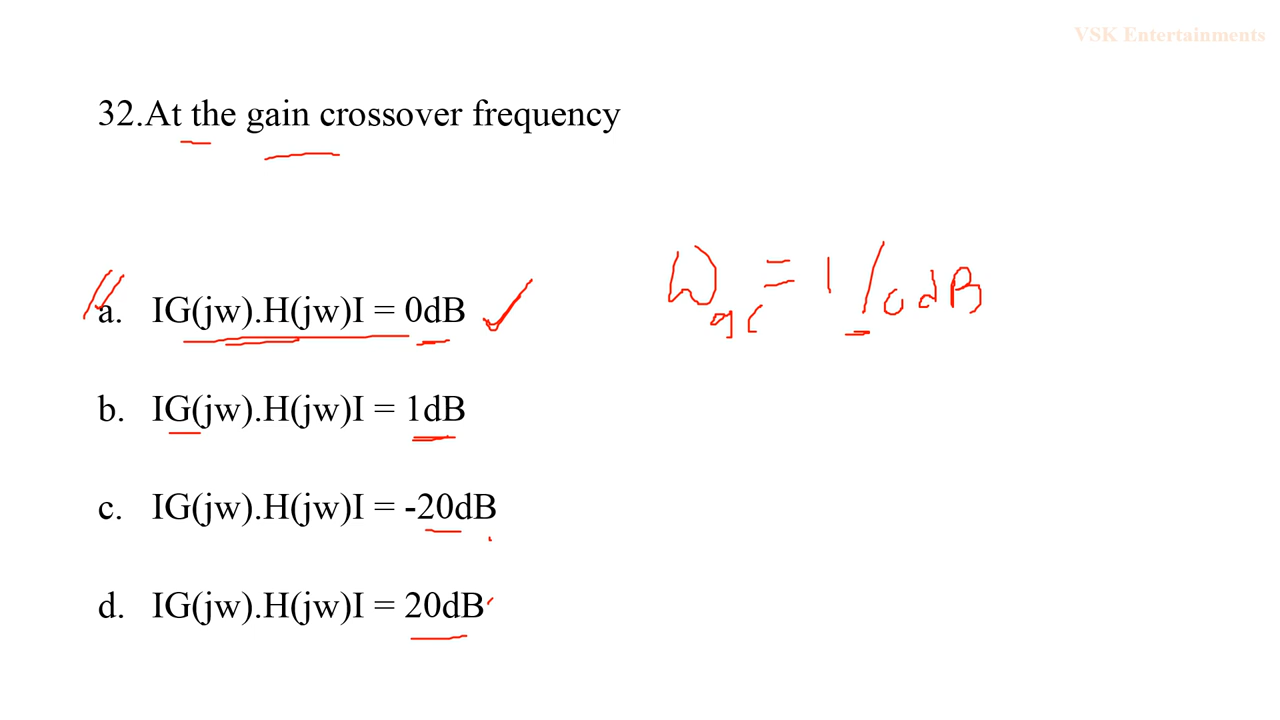 VSK Entertainments
32.At the gain crossover frequency
a. IG(jw).H(jw)I = 0dB
ω gc = 1/0dB
b. IG(jw).H(jw)I = 1dB
c. IG(jw).H(jw)I = -20dB
d. IG(jw).H(jw)I = 20dB